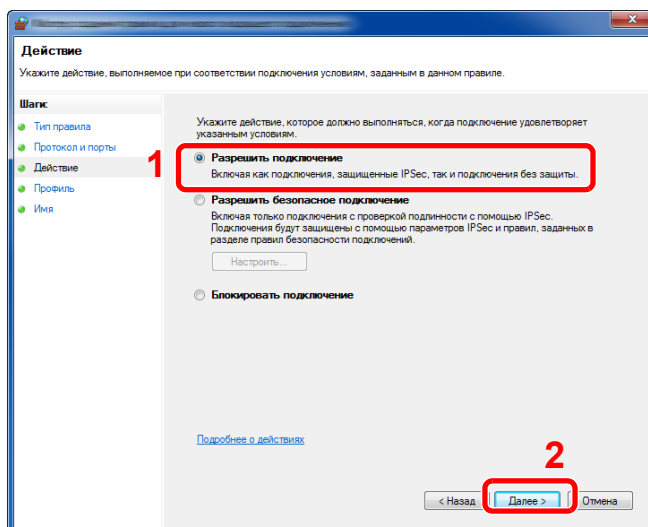 Действие
Укажите действие, выполняемое при соответствии подключения условиям, заданным в данном правиле.
Шаги:
Тип правила
Протокол и порты
Действие
Профиль
Имя
Укажите действие, которое должно выполняться, когда подключение удовлетворяет
указанным условиям.
1
Разрешить подключение
Включая как подключения, защищенные IPSec, так и подключения без защиты.
Разрешить безопасное подключение
Включая только подключения с проверкой подлинности с помощью IPSec.
Подключения будут защищены с помощью параметров IPSec и правил, заданных в
разделе правил безопасности подключений.
Настроить...
Блокировать подключение
Подробнее о действиях
2
< Назад
Далее >
Отмена